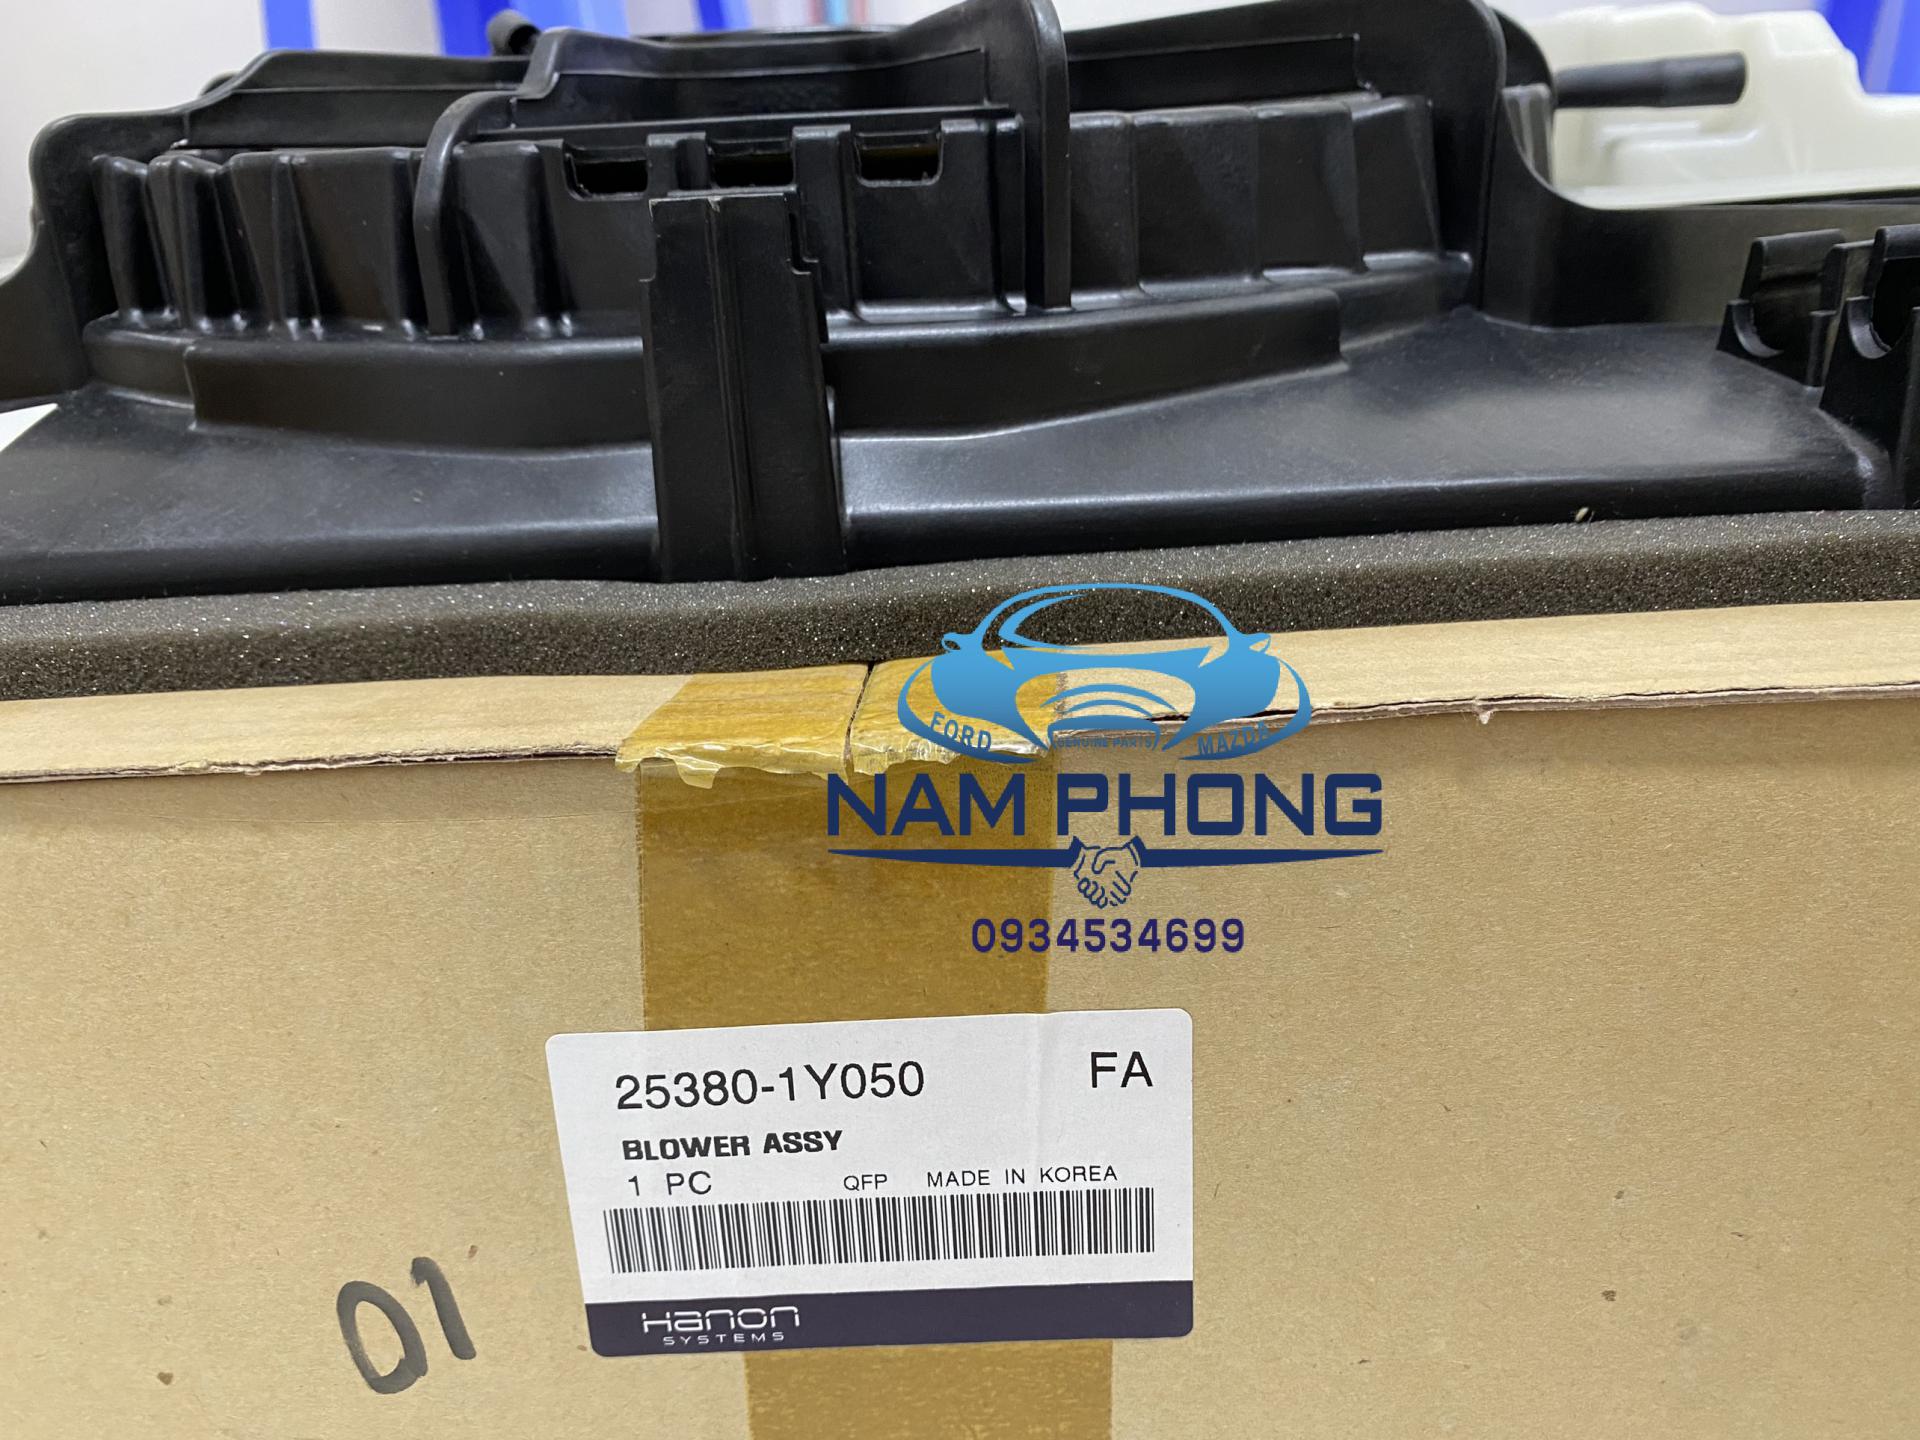 FORD
GENUINE PARTS
MAZDA
NAM PHONG
0934534699
25380-1Y050 FA
BLOWER ASSY
1 PC QFP MADE IN KOREA
Hanon
SYSTEMS
01